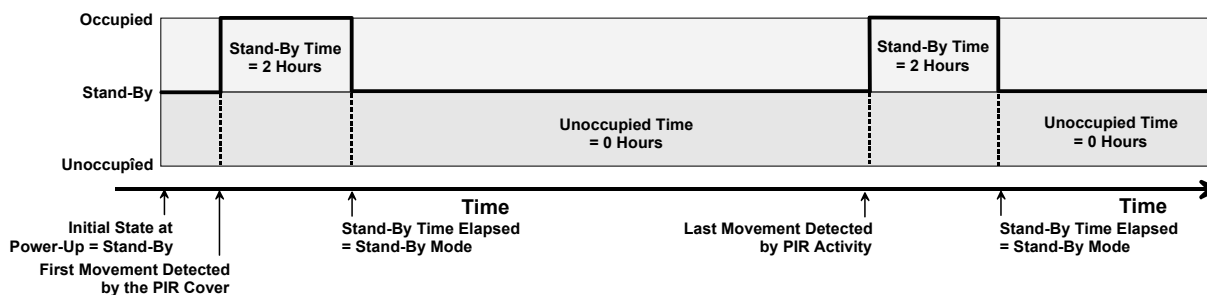 Occupied
Stand-By Time
= 2 Hours
Stand-By Time
= 2 Hours
Stand-By
Unoccupied Time
= 0 Hours
Unoccupied Time
= 0 Hours
Unoccupied
Time
Time
Initial State at
Power-Up = Stand-By
First Movement Detected
by the PIR Cover
Stand-By Time Elapsed
= Stand-By Mode
Last Movement Detected
by PIR Activity
Stand-By Time Elapsed
= Stand-By Mode